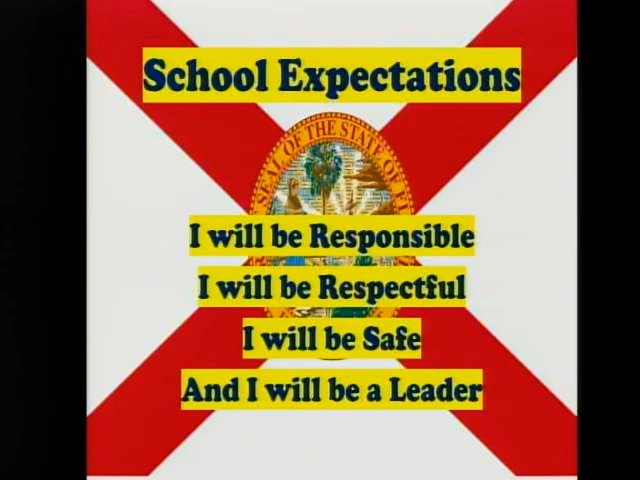 School Expectations
SEAL OF THE STATE OF
I will be Responsible
I will be Respectful
I will be Safe
And I will be a Leader